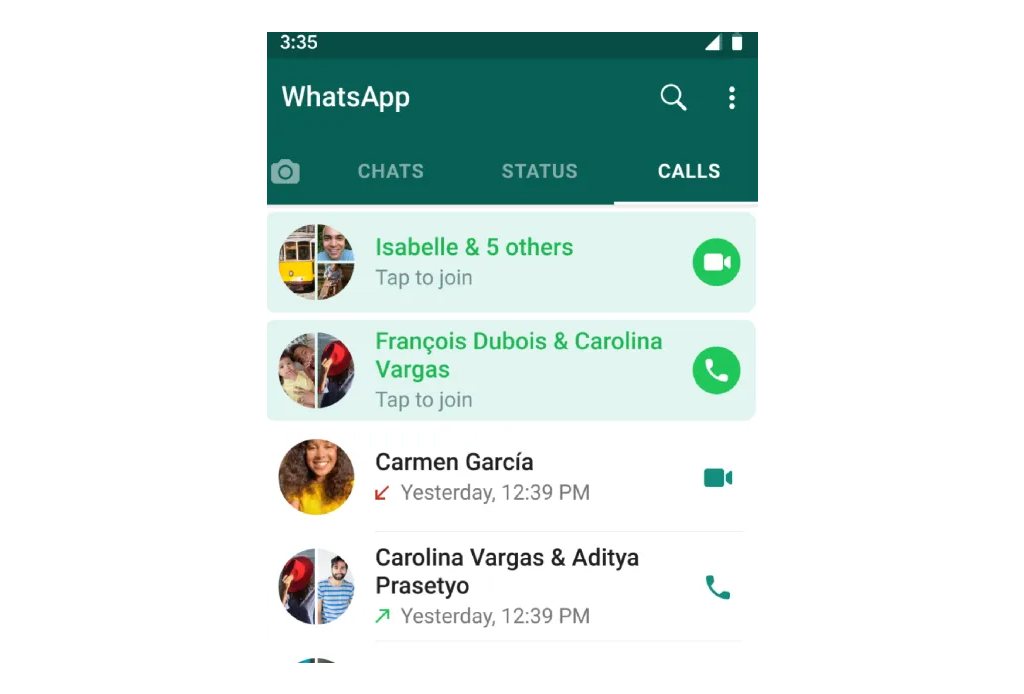 3:35
WhatsApp
CHATS
STATUS
CALLS
Isabelle & 5 others
Tap to join
François Dubois & Carolina
Vargas
Tap to join
Carmen García
Yesterday, 12:39 PM
Carolina Vargas & Aditya
Prasetyo
Yesterday, 12:39 PM